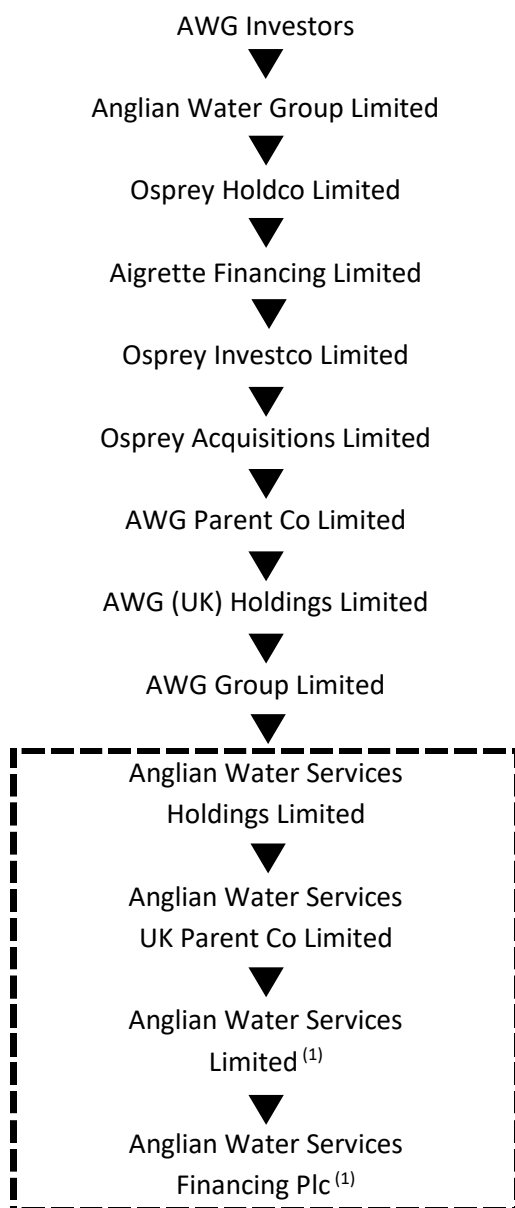 AWG Investors
Anglian Water Group Limited
Osprey Holdco Limited
Aigrette Financing Limited
Osprey Investco Limited
Osprey Acquisitions Limited
AWG Parent Co Limited
AWG (UK) Holdings Limited
AWG Group Limited
Anglian Water Services
Holdings Limited
Anglian Water Services
UK Parent Co Limited
Anglian Water Services
Limited (1)
Anglian Water Services
Financing Plc (1)